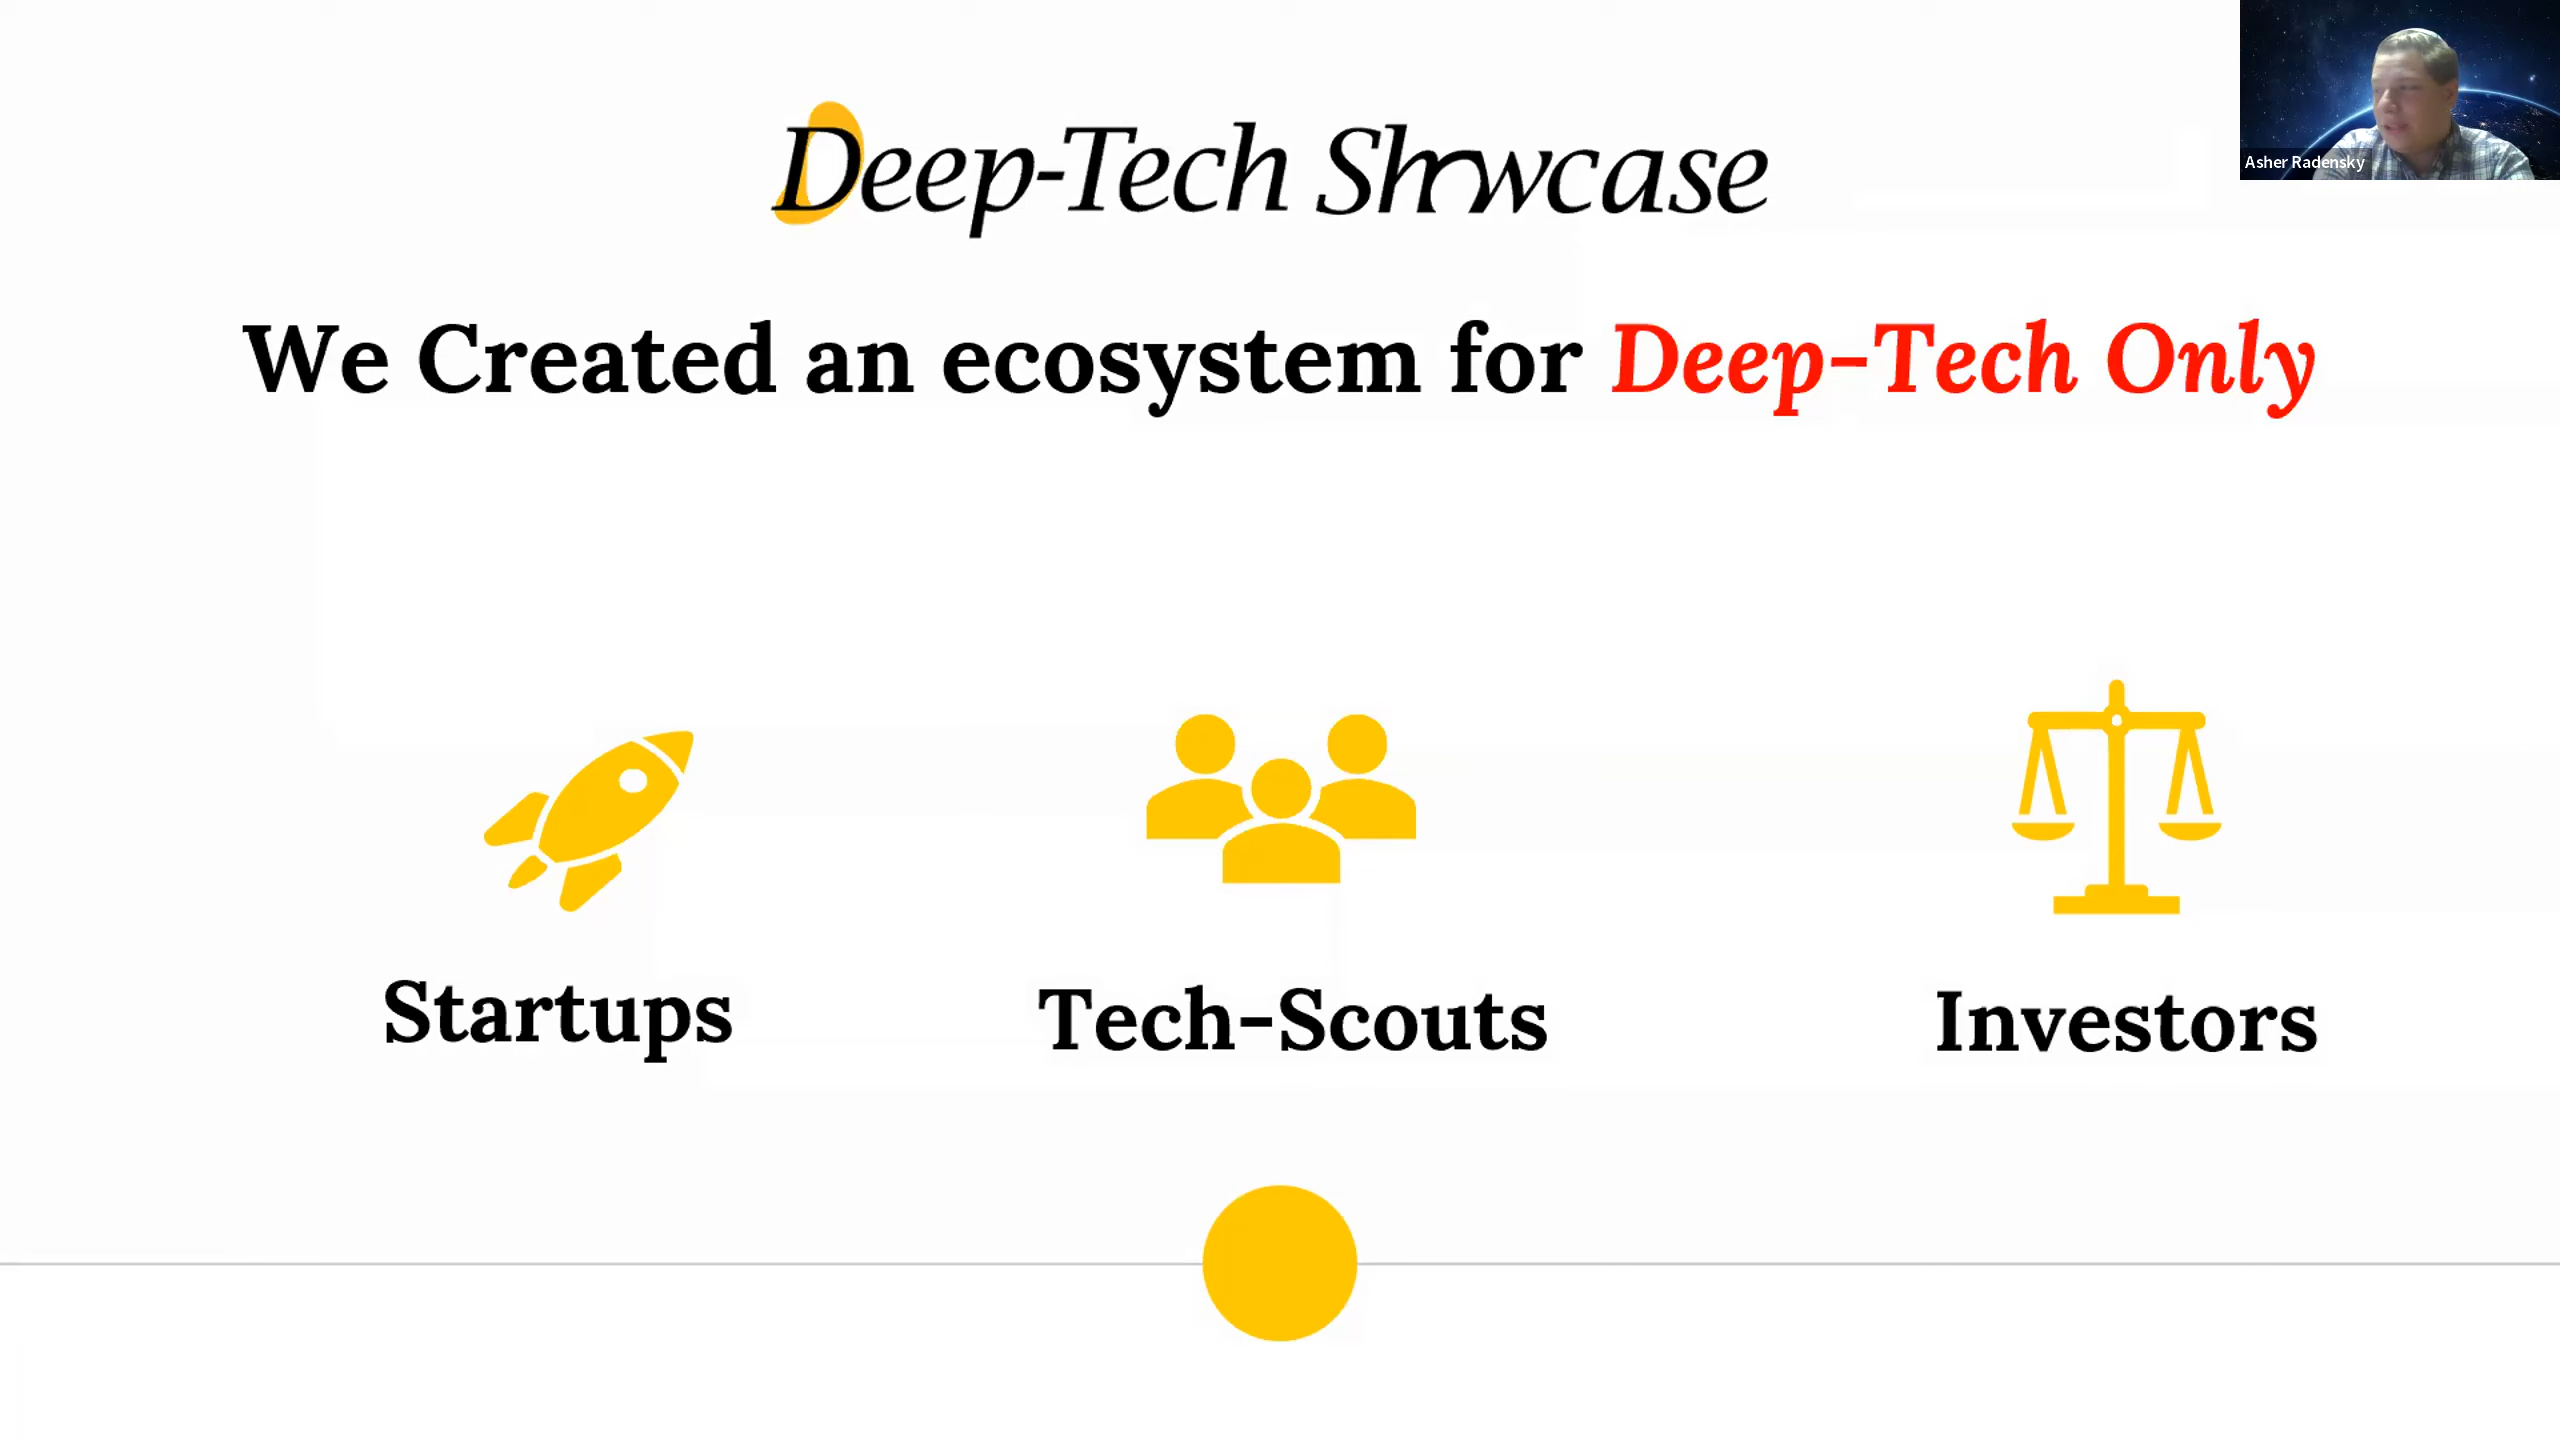 Deep-Tech Showcase
Asher Radensky
We Created an ecosystem for Deep-Tech Only
Startups
Tech-Scouts
Investors